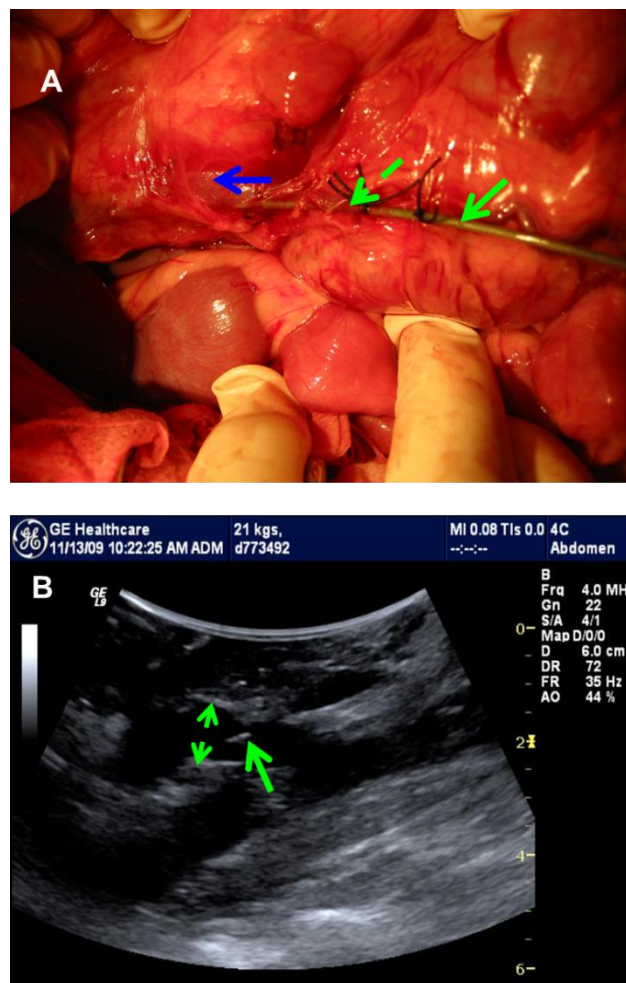 A
GE Healthcare
11/13/09 10:22:25 AM ADM
21 kgs,
d773492
MI 0.08 TIs 0.0
--:--:--
4C
Abdomen
B
GE
L9
B
Frq 4.0 MH
Gn 22
S/A 4/1
Map D/0/0
D 6.0 cm
DR 72
FR 35 Hz
AO 44 %
0
2
4
6